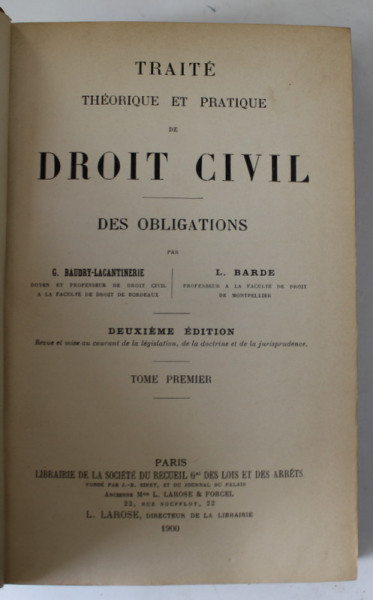 TRAITÉ
THÉORIQUE ET PRATIQUE
DE
DROIT CIVIL
DES OBLIGATIONS
PAR
G. BAUDRY-LACANTINERIE
DOYEN ET PROFESSEUR DE DROIT CIVIL
A LA FACULTÉ DE DROIT DE BORDEAUX
L. BARDE
PROFESSEUR A LA FACULTÉ DE DROIT
DE MONTPELLIER
DEUXIÈME ÉDITION
Revue et mise au courant de la législation, de la doctrine et de la jurisprudence.
TOME PREMIER
PARIS
LIBRAIRIE DE LA SOCIÉTÉ DU RECUEIL Gal DES LOIS ET DES ARRÊTS
FONDÉ PAR J.-B. SIREY, ET DU JOURNAL DU PALAIS
Ancienne Mon L. LAROSE & FORCEL
22, RUE SOUFFLOT, 22
L. LAROSE, DIRECTEUR DE LA LIBRAIRIE
1900